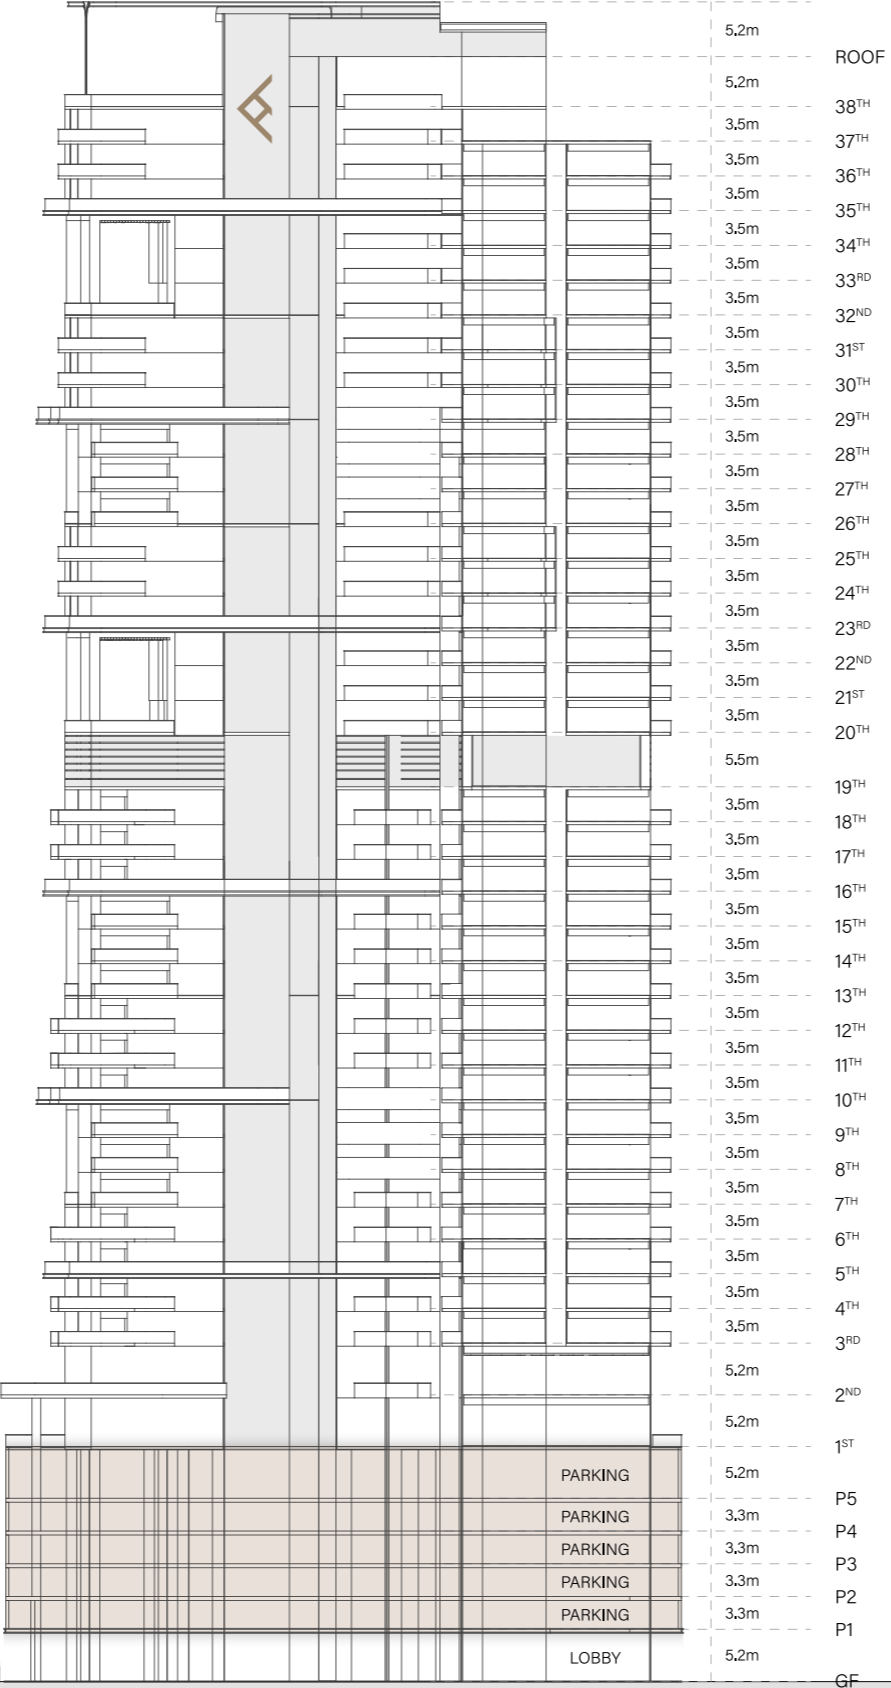 5.2m
ROOF
5.2m
38TH
3.5m
37TH
3.5m
36TH
3.5m
35TH
3.5m
34TH
3.5m
33RD
3.5m
32ND
3.5m
31ST
3.5m
30TH
3.5m
29TH
3.5m
28TH
3.5m
27TH
3.5m
26TH
3.5m
25TH
3.5m
24TH
3.5m
23RD
3.5m
22ND
3.5m
21ST
3.5m
20TH
5.5m
19TH
3.5m
18TH
3.5m
17TH
3.5m
16TH
3.5m
15TH
3.5m
14TH
3.5m
13TH
3.5m
12TH
3.5m
11TH
3.5m
10TH
3.5m
9TH
3.5m
8TH
3.5m
7TH
3.5m
6TH
3.5m
5TH
3.5m
4TH
3.5m
3RD
5.2m
2ND
5.2m
1ST
PARKING 5.2m
P5
PARKING 3.3m
P4
PARKING 3.3m
P3
PARKING 3.3m
P2
PARKING 3.3m
P1
LOBBY 5.2m
GF